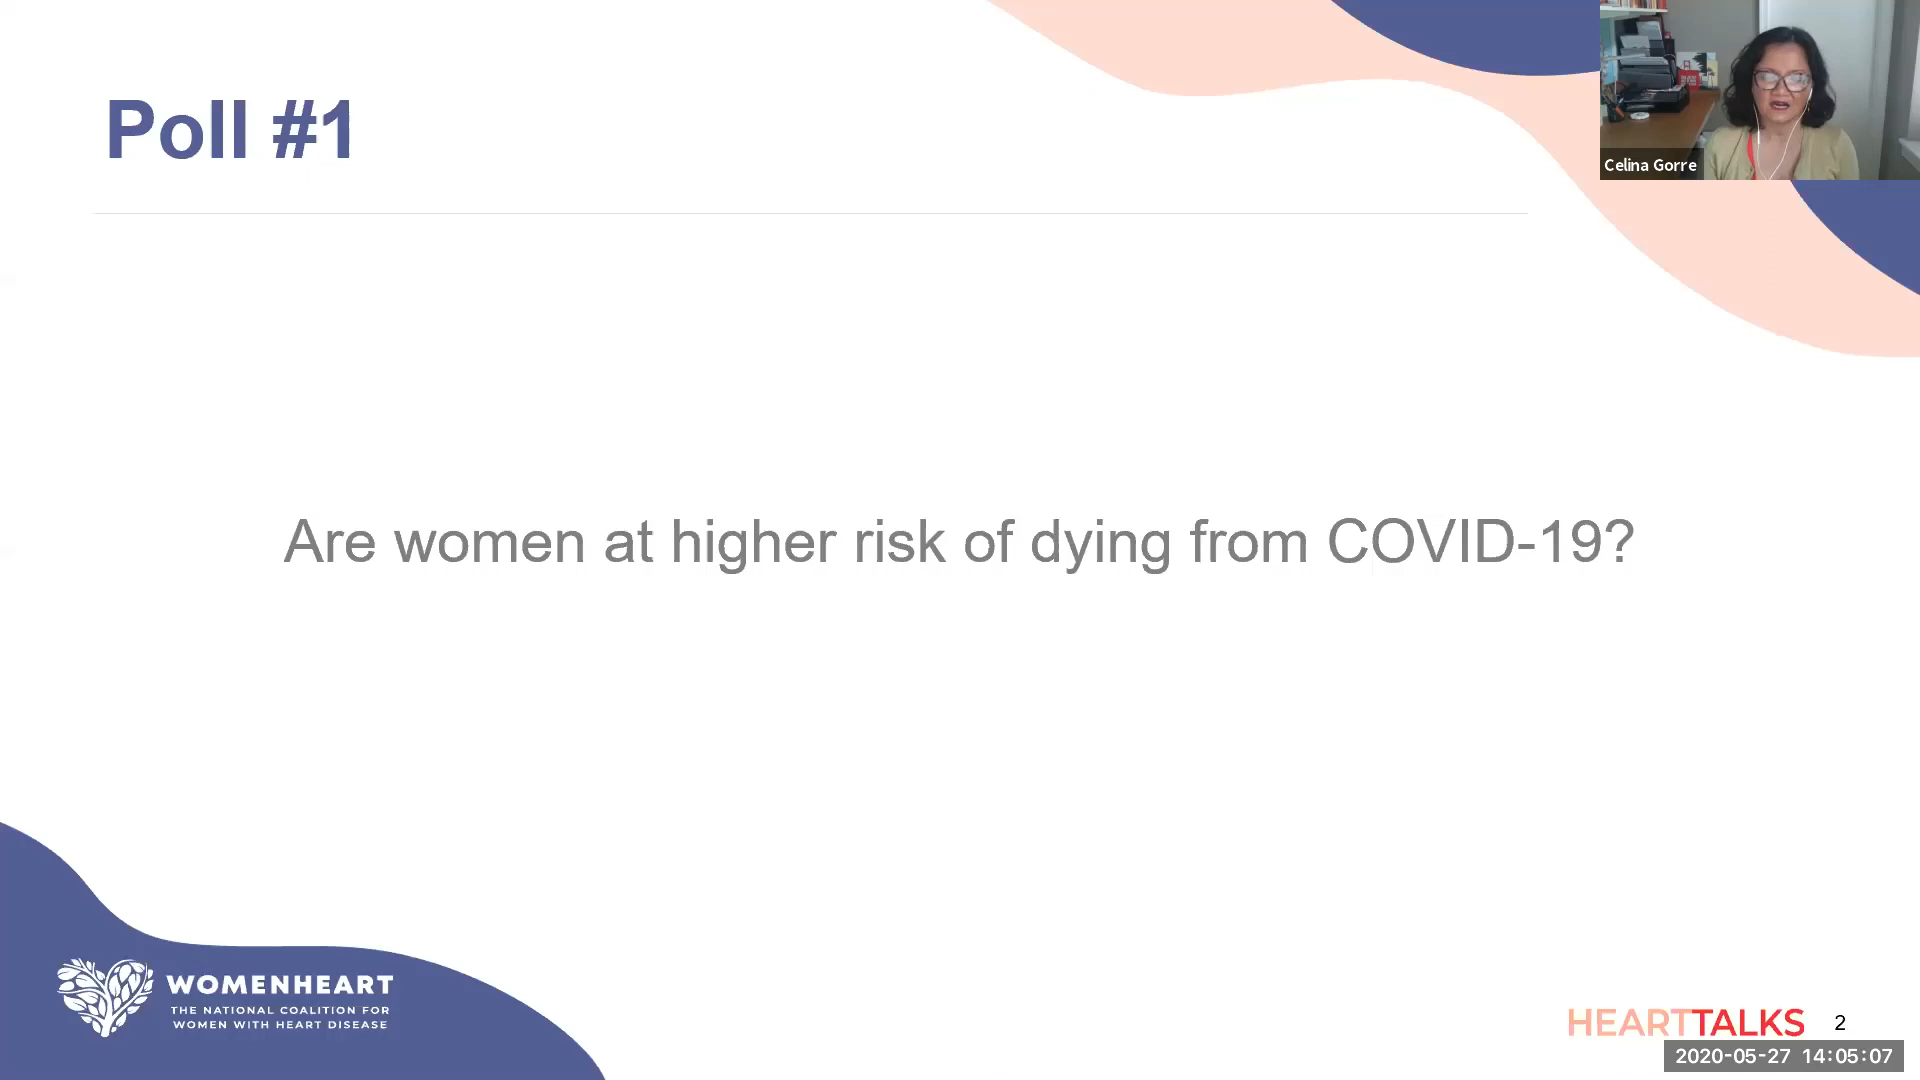 Poll #1
Celina Gorre
Are women at higher risk of dying from COVID-19?
WOMENHEART
THE NATIONAL COALITION FOR
WOMEN WITH HEART DISEASE
HEARTTALKS 2
2020-05-27 14:05:07